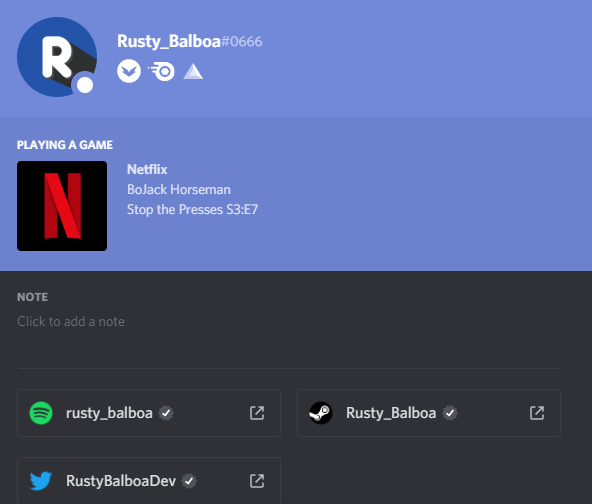 R
Rusty_Balboa#0666
PLAYING A GAME
N
Netflix
BoJack Horseman
Stop the Presses S3:E7
NOTE
Click to add a note
rusty_balboa
Rusty_Balboa
RustyBalboaDev